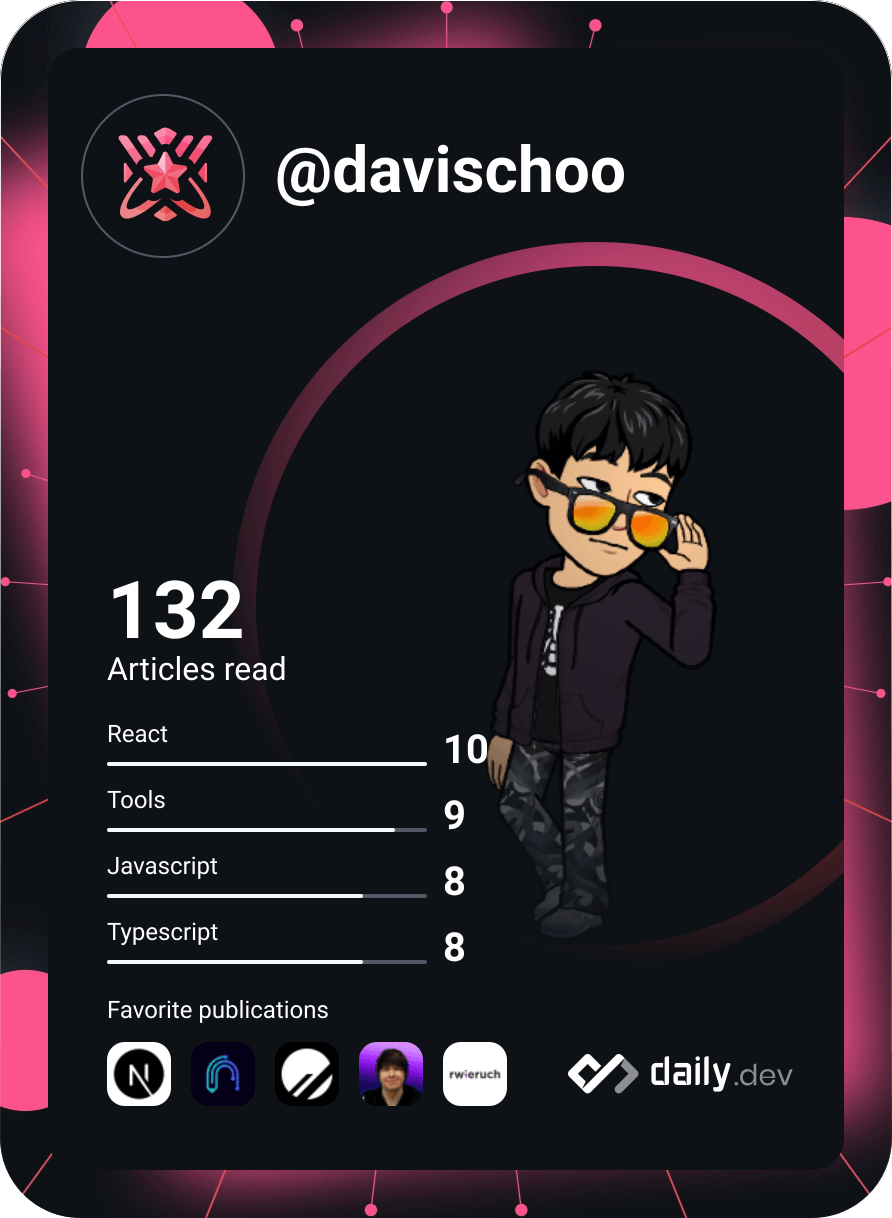 @davischoo
132
Articles read
React
10
Tools
9
Javascript
8
Typescript
8
Favorite publications
N
rwieruch
daily.dev